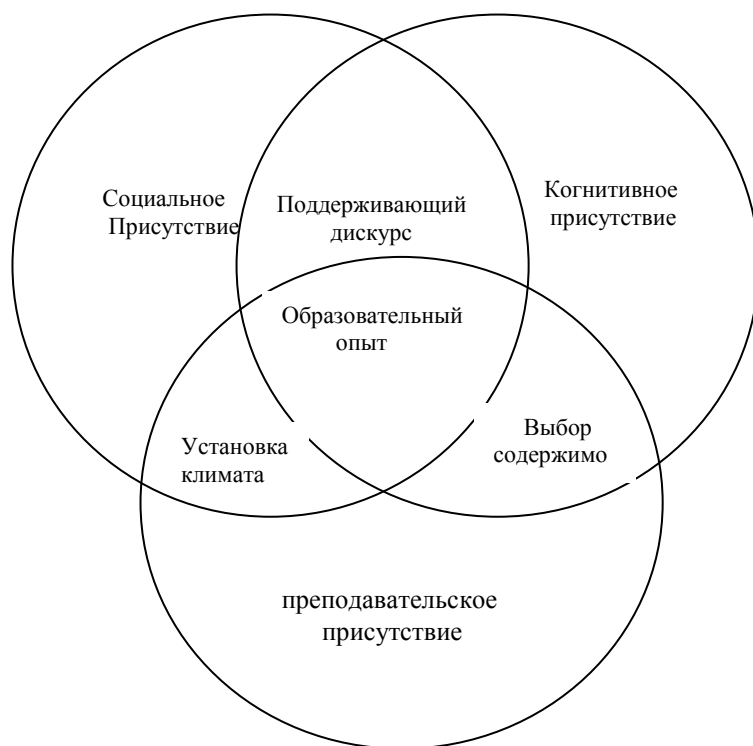 Социальное
Присутствие
Поддерживающий
дискурс
Когнитивное
присутствие
Образовательный
опыт
Установка
климата
Выбор
содержимо
преподавательское
присутствие